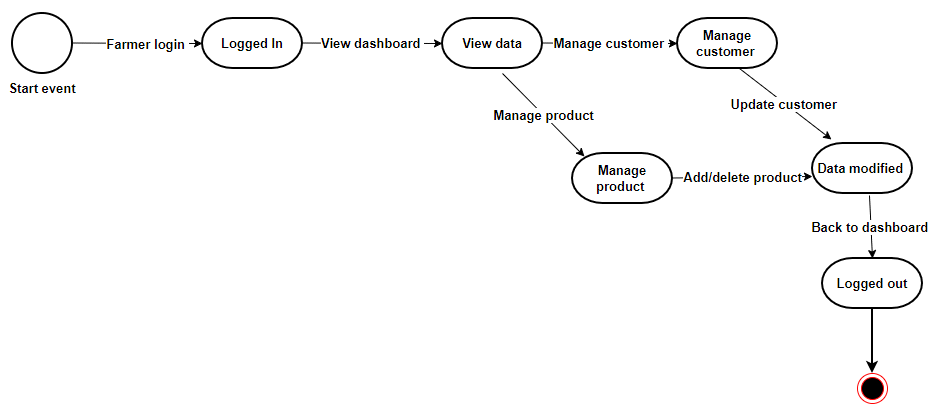 Start event
Farmer login
Logged In
View dashboard
View data
Manage customer
Manage
customer
Update customer
Manage product
Manage
product
Add/delete product
Data modified
Back to dashboard
Logged out